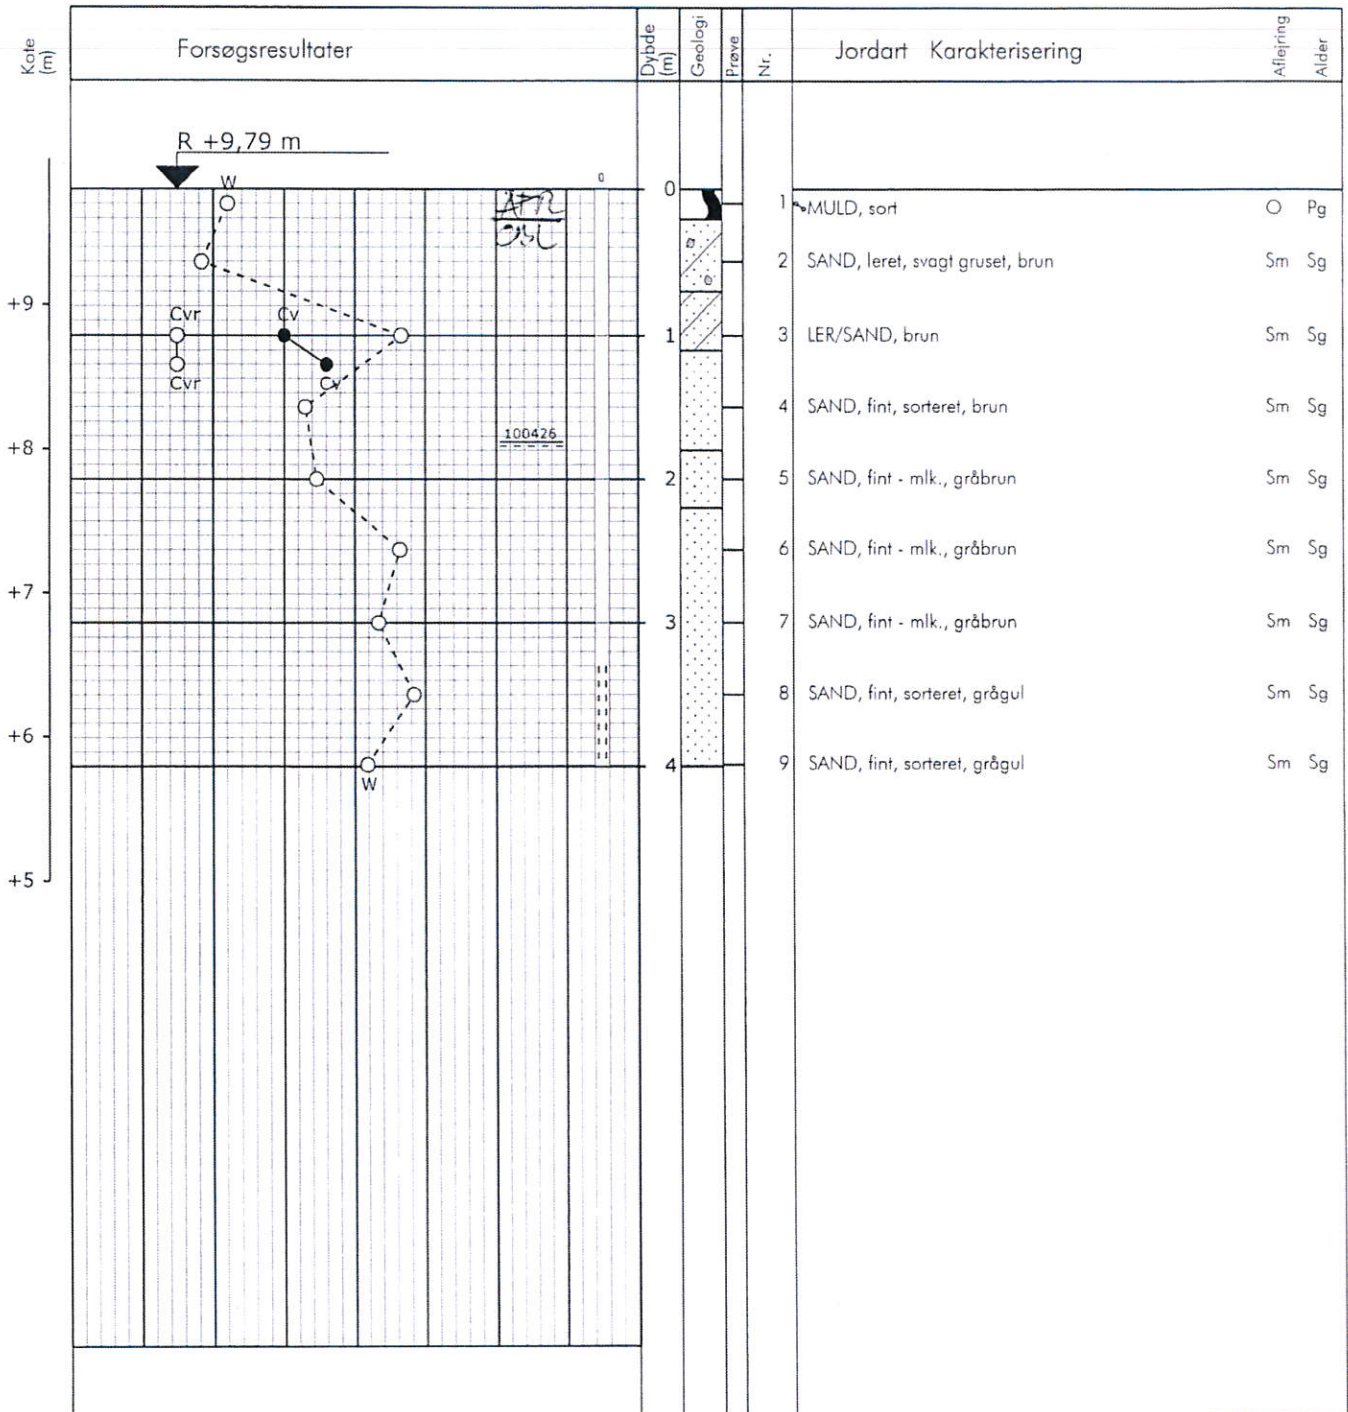 Kote (m) Forsøgsresultater Dybde (m) Geologi Prøve Nr. Jordart Karakterisering Aflejring Alder
R +9,79 m
W 0
0 1 MULD, sort O Pg
2 SAND, leret, svagt gruset, brun Sm Sg
+9
Cvr Cv
1 3 LER/SAND, brun Sm Sg
Cvr Cv
4 SAND, fint, sorteret, brun Sm Sg
100426
+8
2 5 SAND, fint - mlk., gråbrun Sm Sg
6 SAND, fint - mlk., gråbrun Sm Sg
+7
3 7 SAND, fint - mlk., gråbrun Sm Sg
8 SAND, fint, sorteret, grågul Sm Sg
+6
4 9 SAND, fint, sorteret, grågul Sm Sg
W
+5